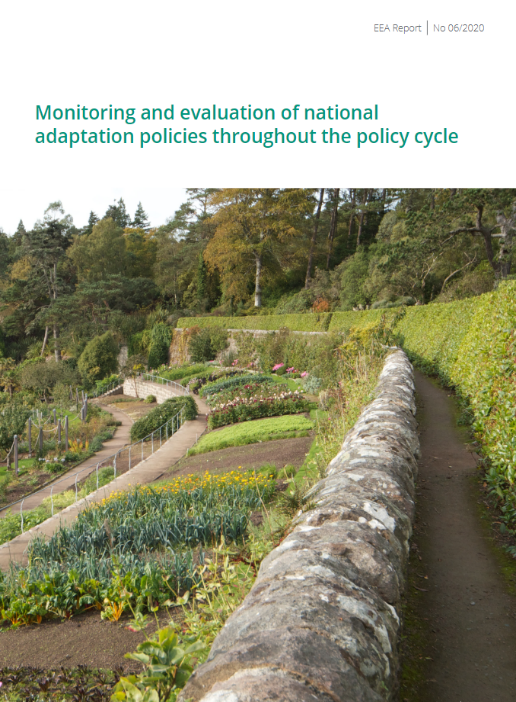 EEA Report | No 06/2020
Monitoring and evaluation of national
adaptation policies throughout the policy cycle